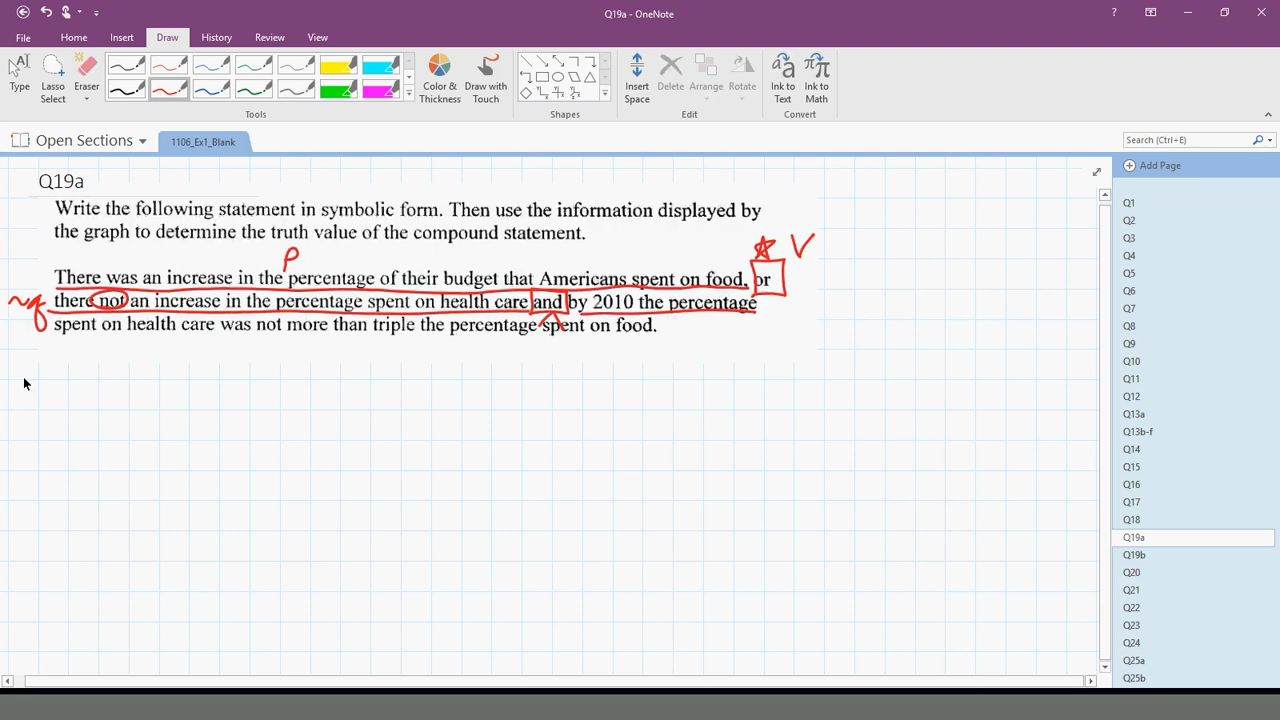 Q19a - OneNote
?
File
Home
Insert
Draw
History
Review
View
Type
Lasso Select
Eraser
Color & Thickness
Draw with Touch
Insert Space
Delete
Arrange
Rotate
Ink to Text
Ink to Math
Tools
Shapes
Edit
Convert
Open Sections
1106_Ex1_Blank
Search (Ctrl+E)
Add Page
Q19a
Write the following statement in symbolic form. Then use the information displayed by
the graph to determine the truth value of the compound statement.
p
V
There was an increase in the percentage of their budget that Americans spent on food, or
~q there not an increase in the percentage spent on health care and by 2010 the percentage
spent on health care was not more than triple the percentage spent on food.
Q1
Q2
Q3
Q4
Q5
Q6
Q7
Q8
Q9
Q10
Q11
Q12
Q13a
Q13b-f
Q14
Q15
Q16
Q17
Q18
Q19a
Q19b
Q20
Q21
Q22
Q23
Q24
Q25a
Q25b